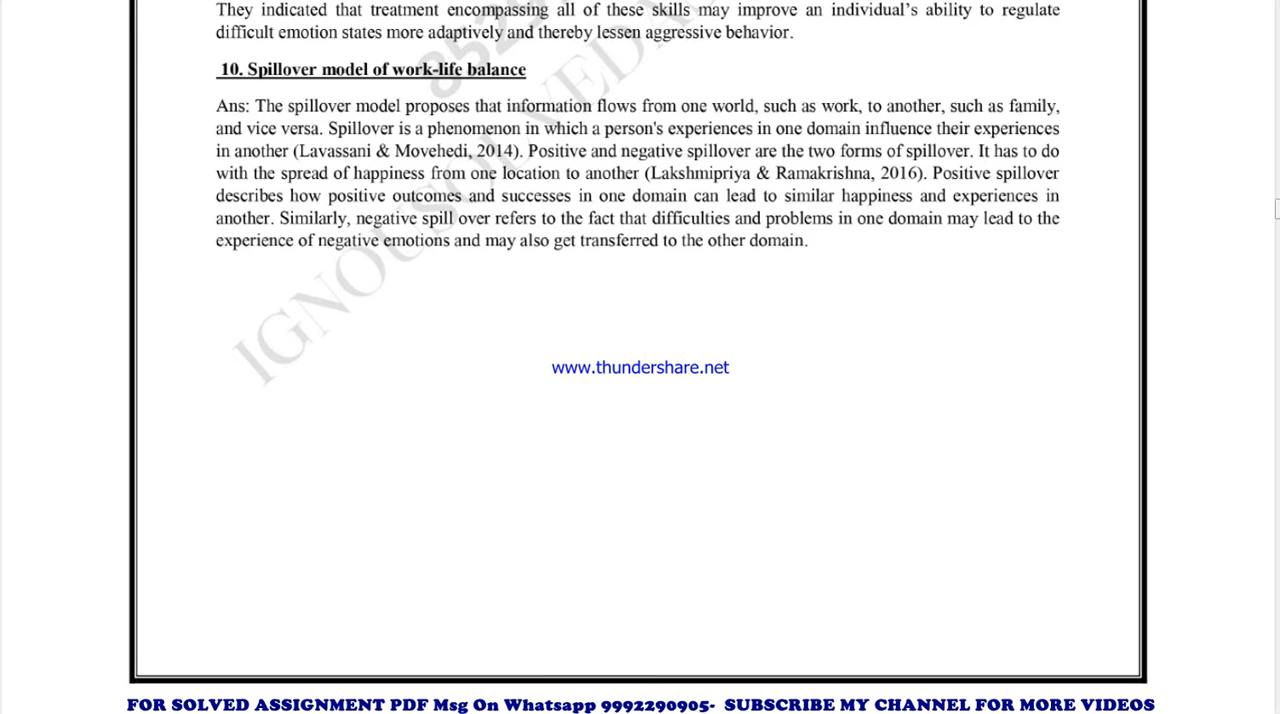 They indicated that treatment encompassing all of these skills may improve an individual's ability to regulate
difficult emotion states more adaptively and thereby lessen aggressive behavior.
10. Spillover model of work-life balance
Ans: The spillover model proposes that information flows from one world, such as work, to another, such as family,
and vice versa. Spillover is a phenomenon in which a person's experiences in one domain influence their experiences
in another (Lavassani & Movehedi, 2014). Positive and negative spillover are the two forms of spillover. It has to do
with the spread of happiness from one location to another (Lakshmipriya & Ramakrishna, 2016). Positive spillover
describes how positive outcomes and successes in one domain can lead to similar happiness and experiences in
another. Similarly, negative spill over refers to the fact that difficulties and problems in one domain may lead to the
experience of negative emotions and may also get transferred to the other domain.
www.thundershare.net
FOR SOLVED ASSIGNMENT PDF Msg On Whatsapp 9992290905- SUBSCRIBE MY CHANNEL FOR MORE VIDEOS